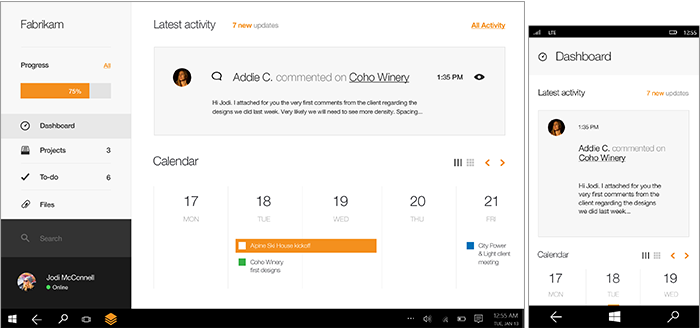 Fabrikam
Progress
All
75%
Dashboard
Projects 3
To-do 6
Files
Search
Jodi McConnell
Online
Latest activity 7 new updates All Activity
Addie C. commented on Coho Winery 1:35 PM
Hi Jodi. I attached for you the very first comments from the client regarding the
designs we did last week. Very likely we will need to see more density. Spacing...
Calendar
17 18 19 20 21
MON TUE WED THU FRI
Alpine Ski House kickoff
Coho Winery
first designs
City Power
& Light client
meeting
12:55 AM
TUE, JAN 13
LTE 12:55
Dashboard
Latest activity 7 new updates
1:35 PM
Addie C. commented on
Coho Winery
Hi Jodi. I attached for you the
very first comments from the
client regarding the designs
we did last week...
Calendar
17 18 19
MON TUE WED